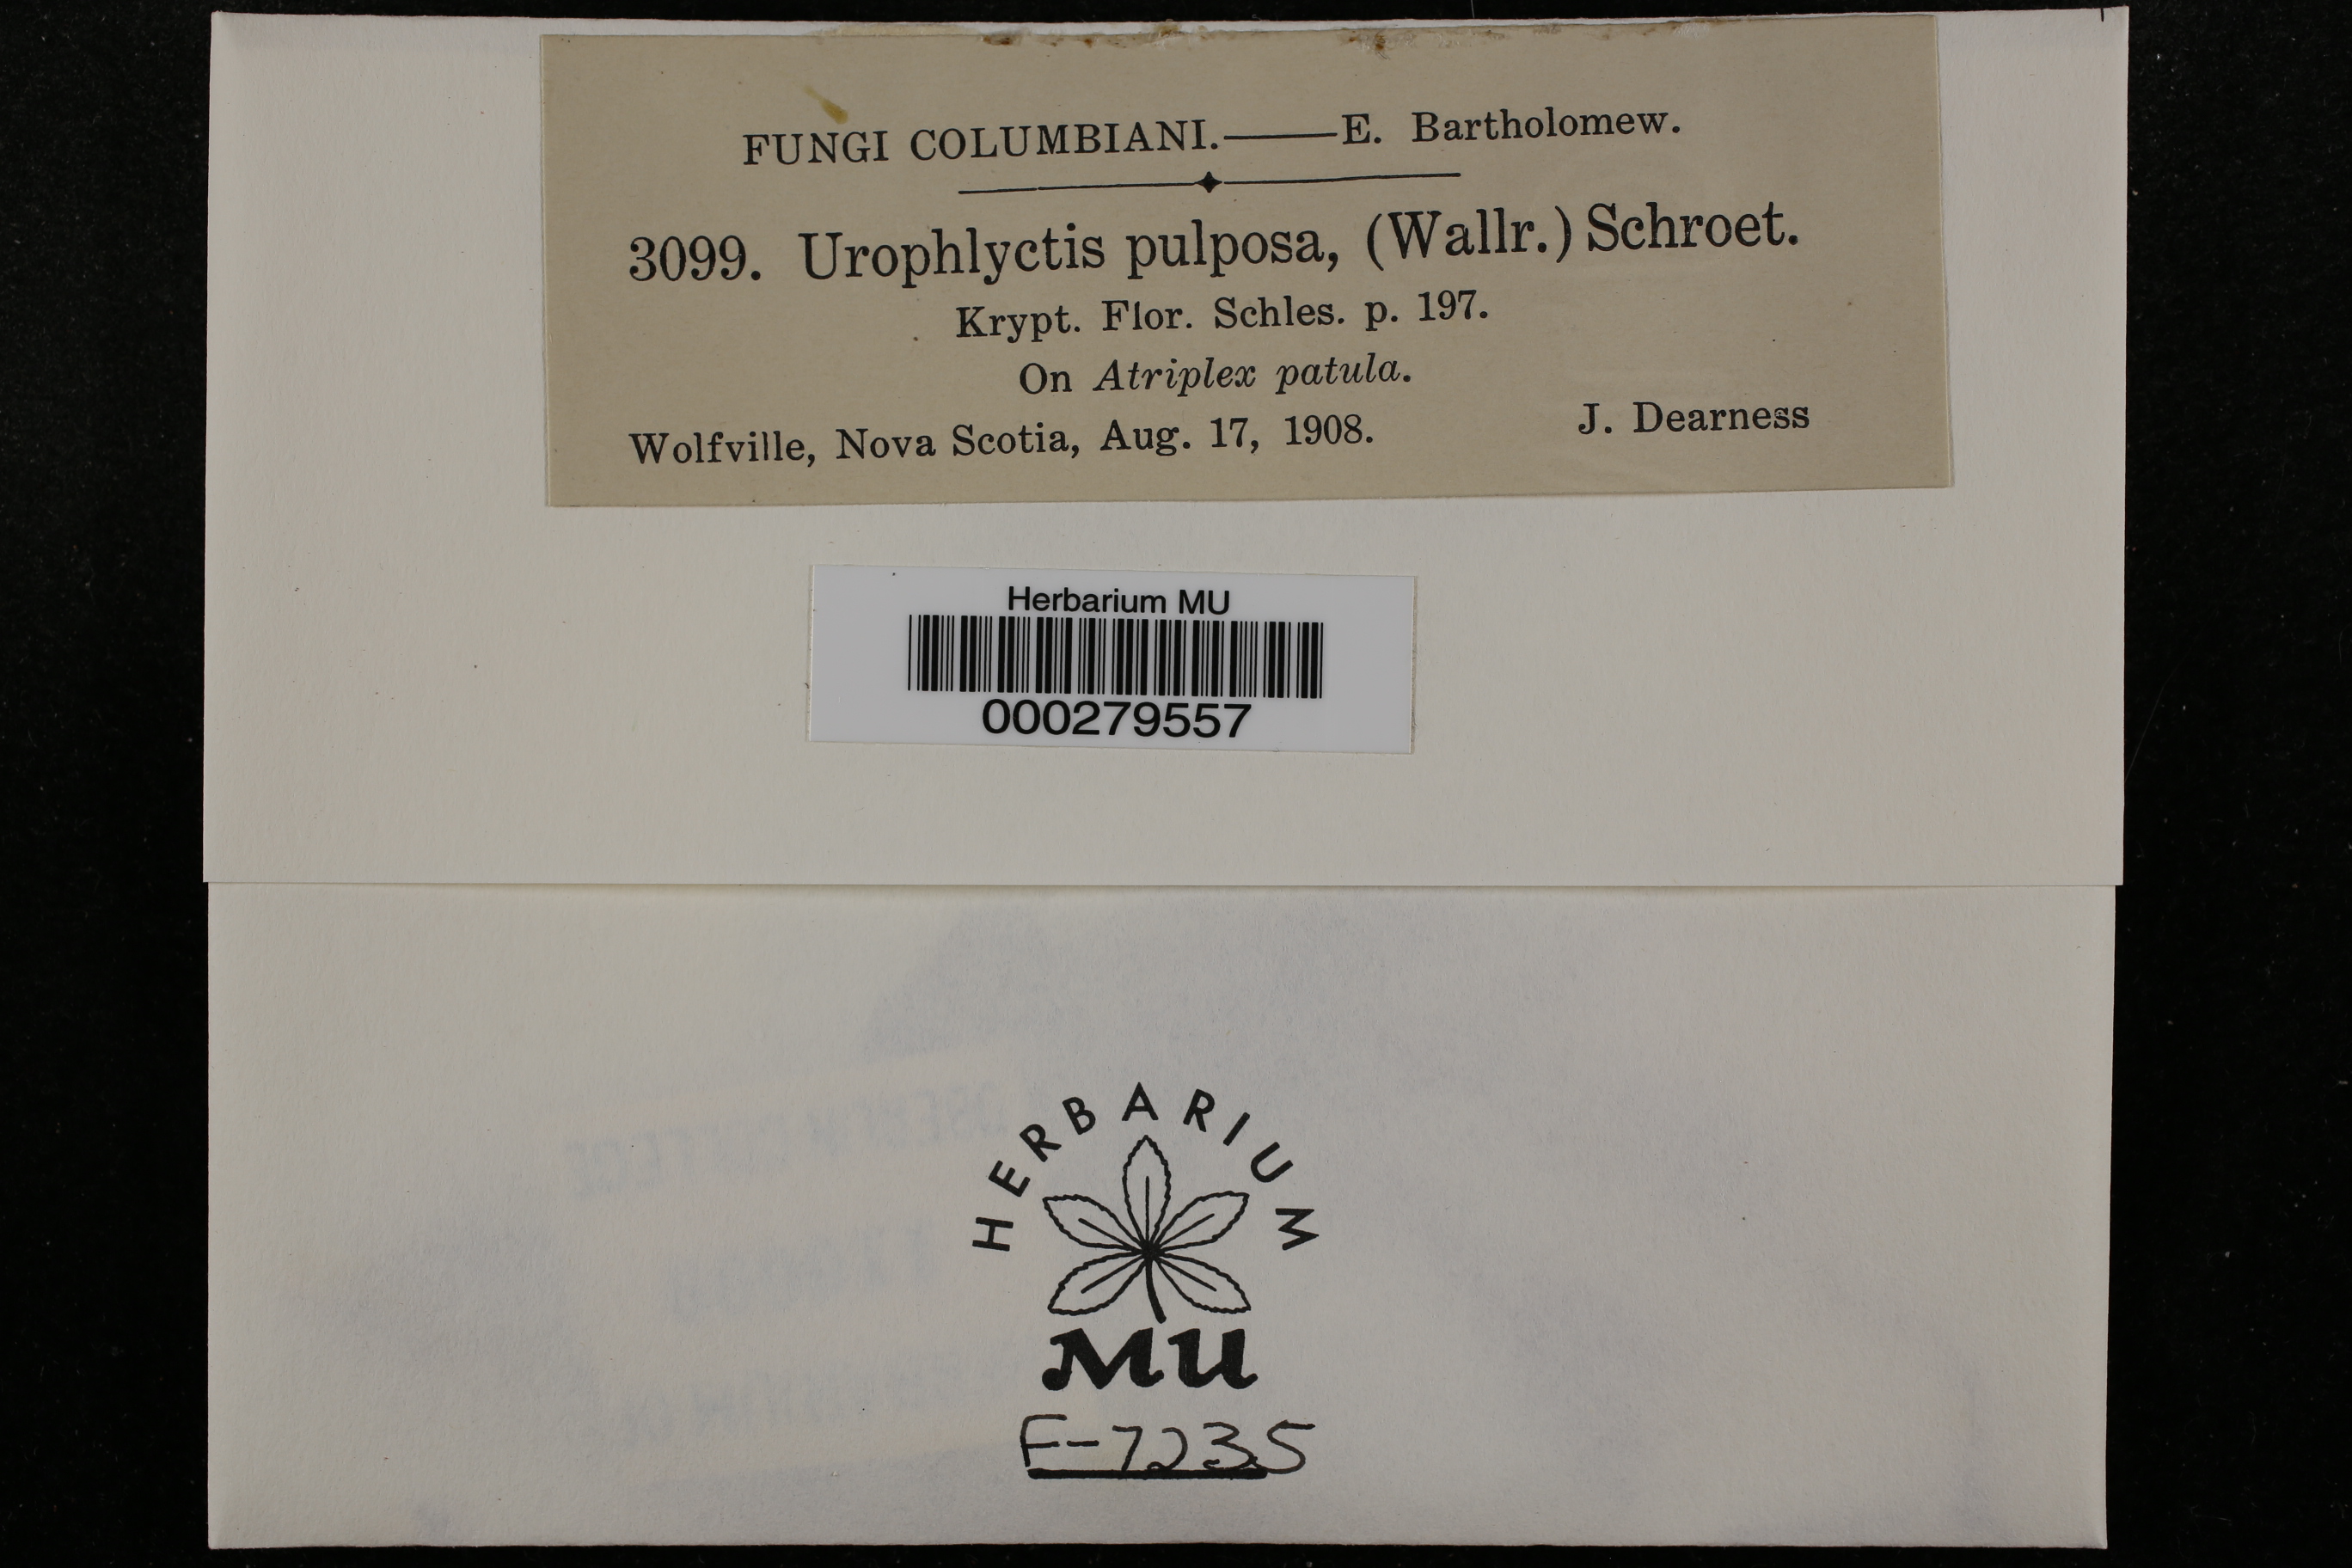 FUNGI COLUMBIANI.——E. Bartholomew.
3099. Urophlyctis pulposa, (Wallr.) Schroet.
Krypt. Flor. Schles. p. 197.
On Atriplex patula.
Wolfville, Nova Scotia, Aug. 17, 1908. J. Dearness
Herbarium MU
000279557
HERBARIUM
MU
F-7235